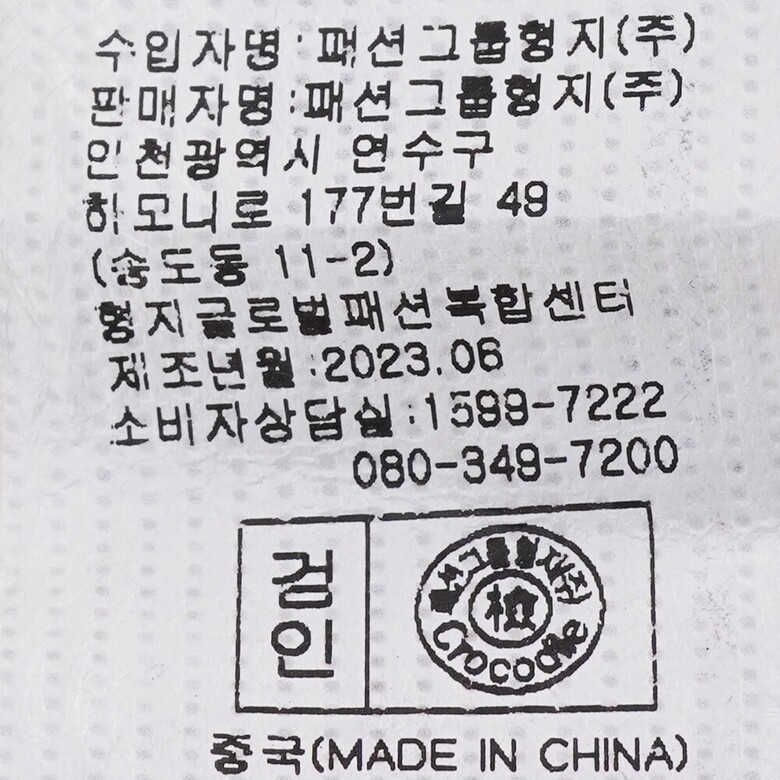 수입자명:패션그룹형지(주)
판매자명:패션그룹형지(주)
인천광역시 연수구
하모니로 177번길 49
(송도동 11-2)
형지글로벌패션복합센터
제조년월:2023.06
소비자상담실:1599-7222
080-349-7200
검인
패션그룹형지(주)
檢
Crocodile
중국(MADE IN CHINA)